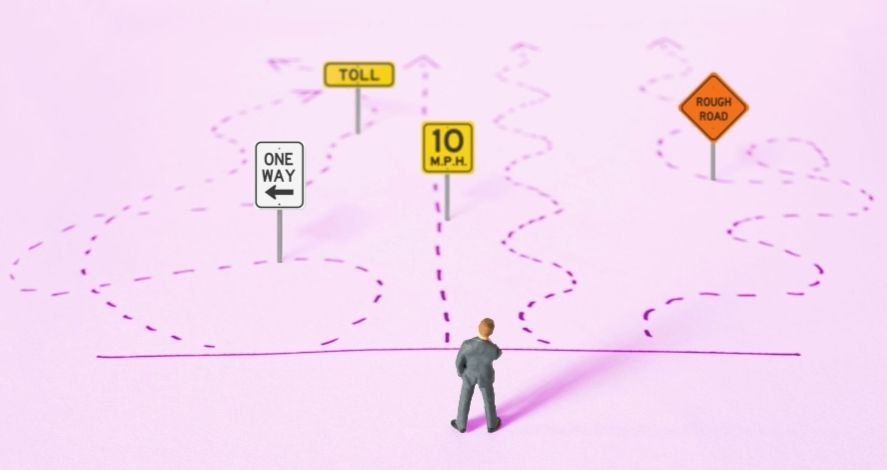 TOLL
ONE
WAY
10
M.P.H.
ROUGH
ROAD